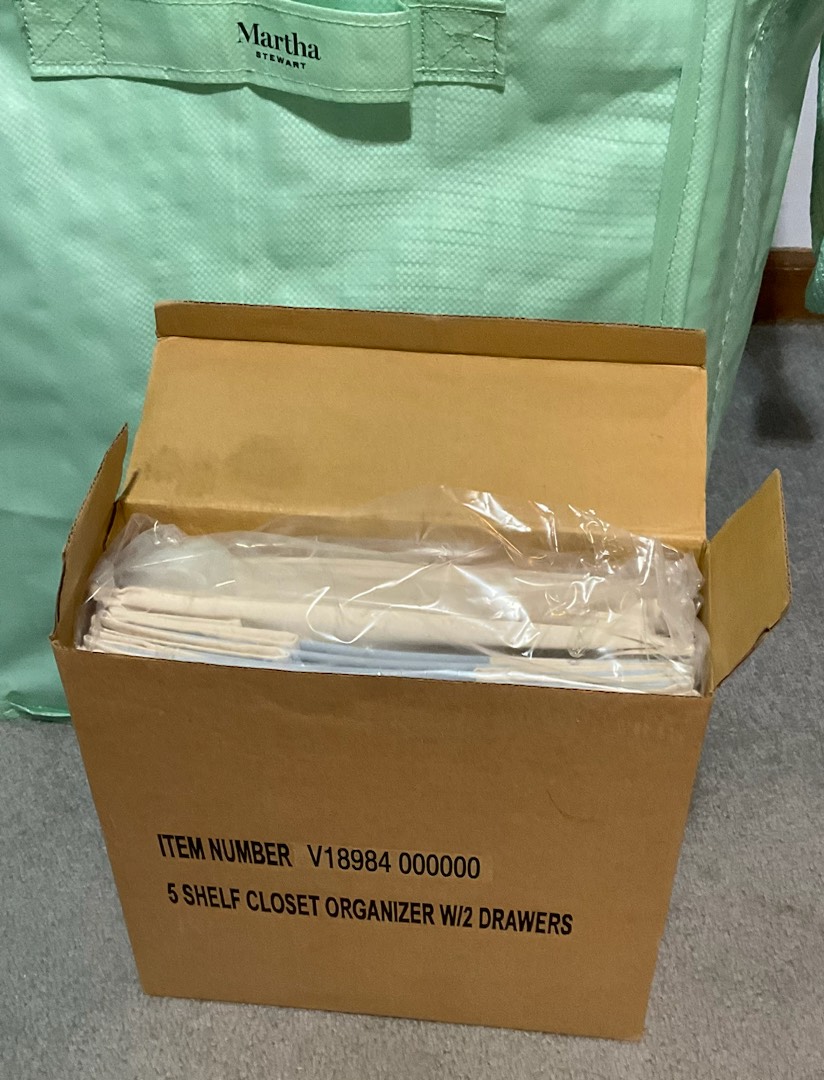 Martha
STEWART
ITEM NUMBER V18984 000000
5 SHELF CLOSET ORGANIZER W/2 DRAWERS